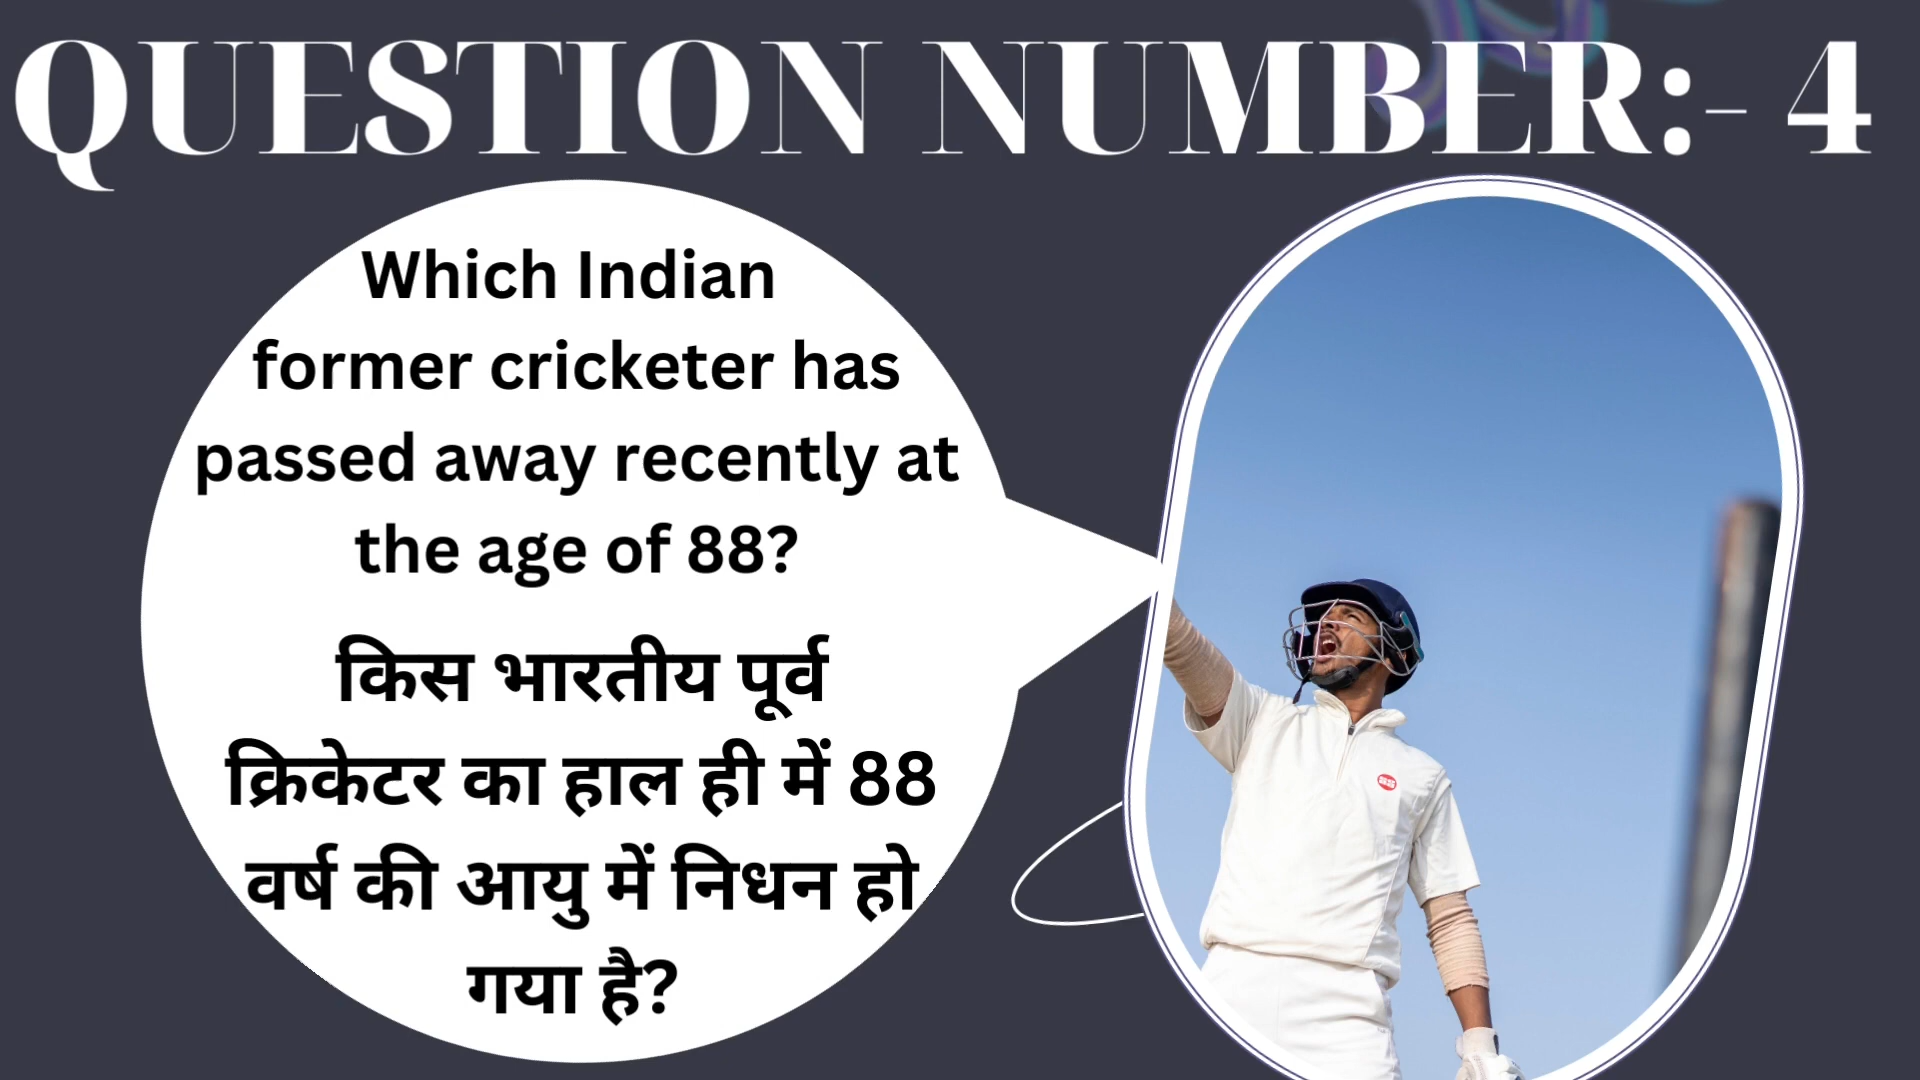 QUESTION NUMBER:- 4
Which Indian
former cricketer has
passed away recently at
the age of 88?
किस भारतीय पूर्व
क्रिकेटर का हाल ही में 88
वर्ष की आयु में निधन हो
गया है?